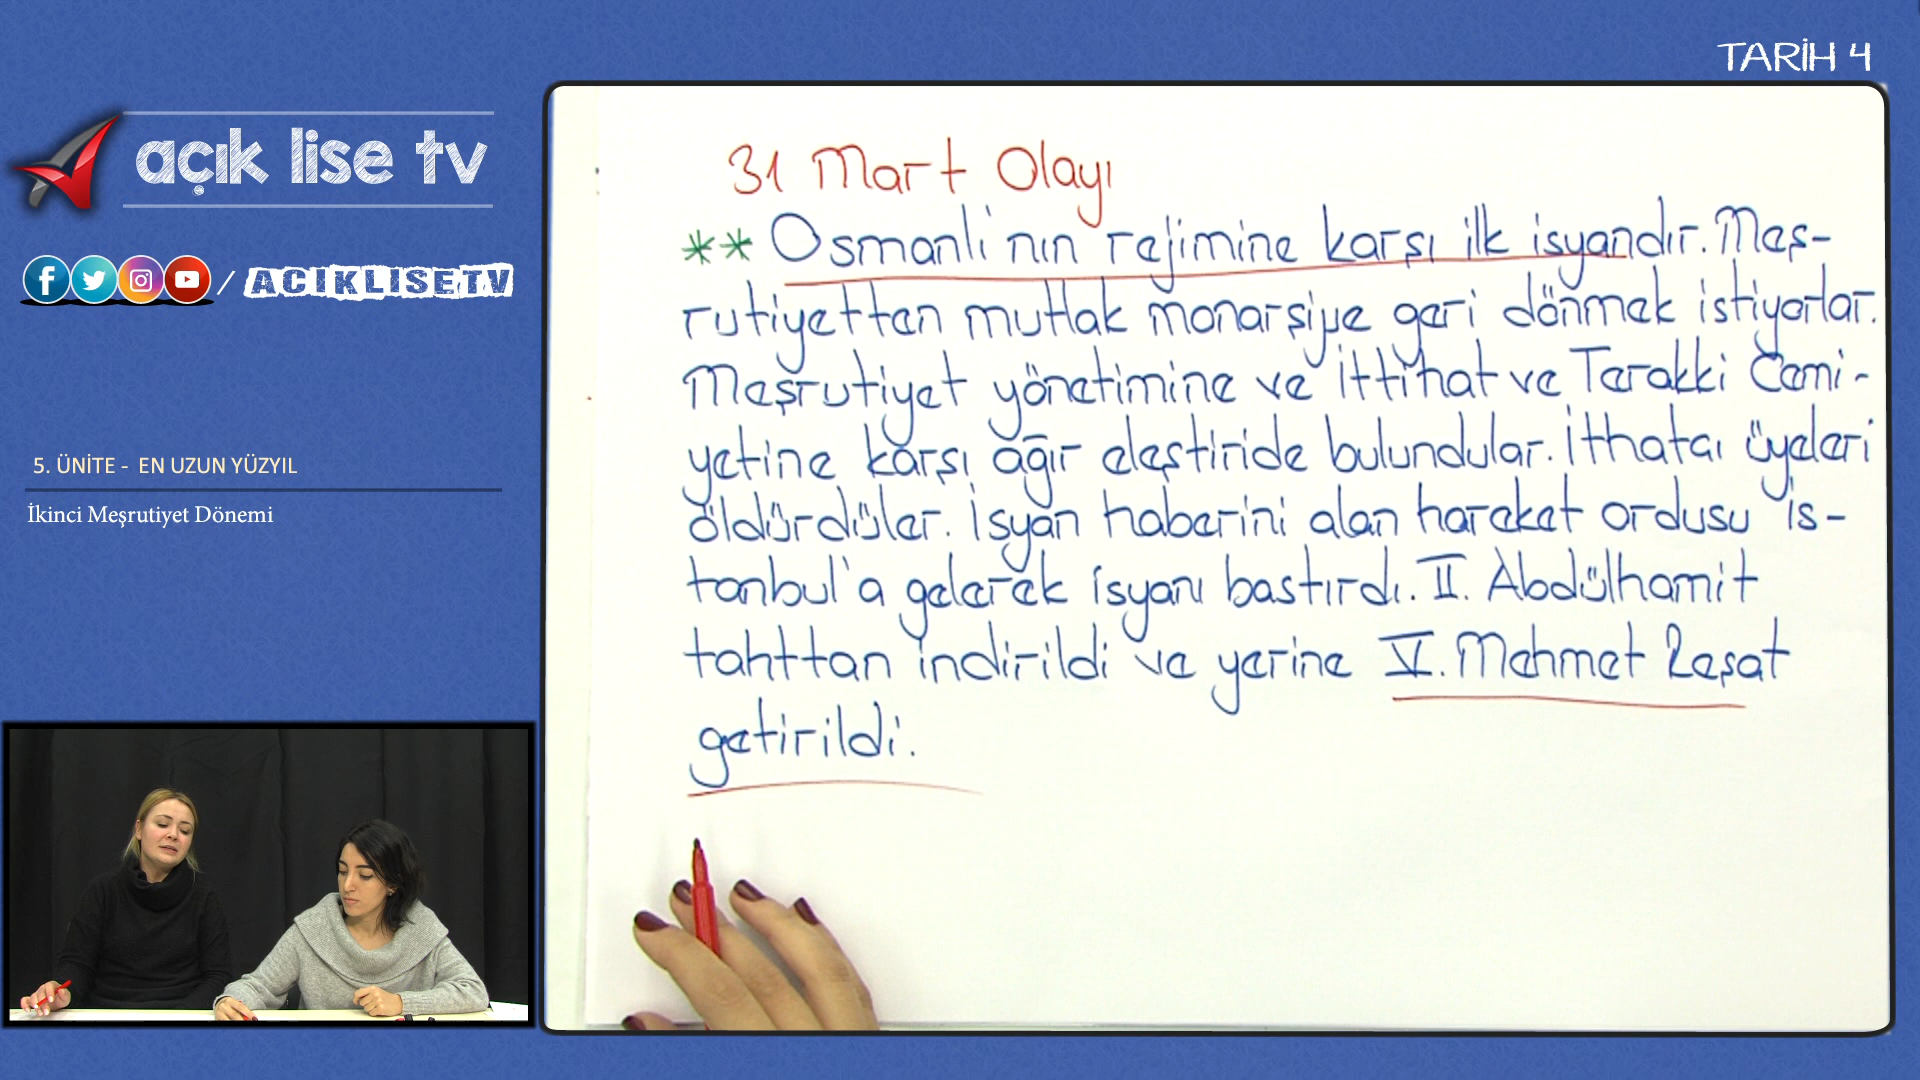 TARİH 4
açık lise tv
/ ACIKLISETV
5. ÜNİTE - EN UZUN YÜZYIL
İkinci Meşrutiyet Dönemi
31 Mart Olayı
** Osmanlı'nın rejimine karşı ilk isyandır. Meş-
rutiyetten mutlak monarşiye geri dönmek istiyorlar.
Meşrutiyet yönetimine ve İttihat ve Terakki Cemi-
yetine karşı ağır eleştiride bulundular. İthatçı üyeleri
öldürdüler. İsyan haberini alan hareket ordusu İs-
tanbul'a gelerek isyanı bastırdı. II. Abdülhamit
tahttan indirildi ve yerine V. Mehmet Reşat
getirildi.